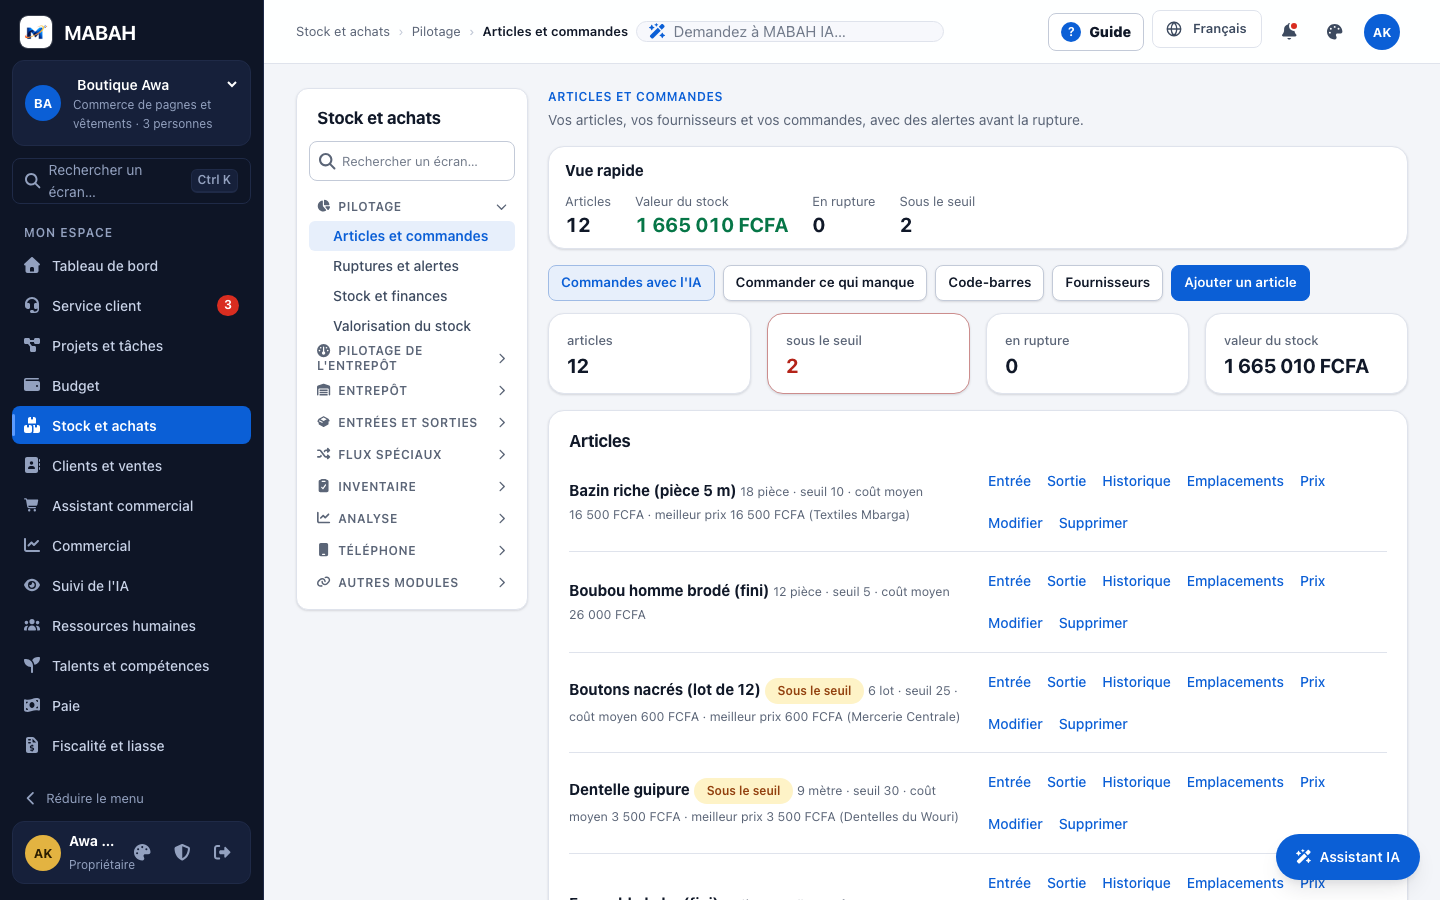 MABAH
BA
Boutique Awa
Commerce de pagnes et
vêtements · 3 personnes
Rechercher un
écran...
Ctrl K
MON ESPACE
Tableau de bord
Service client
3
Projets et tâches
Budget
Stock et achats
Clients et ventes
Assistant commercial
Commercial
Suivi de l'IA
Ressources humaines
Talents et compétences
Paie
Fiscalité et liasse
Réduire le menu
AK
Awa ...
Propriétaire
Stock et achats › Pilotage › Articles et commandes
Demandez à MABAH IA...
? Guide
Français
AK
Stock et achats
Rechercher un écran...
PILOTAGE
Articles et commandes
Ruptures et alertes
Stock et finances
Valorisation du stock
PILOTAGE DE
L'ENTREPÔT
ENTREPÔT
ENTRÉES ET SORTIES
FLUX SPÉCIAUX
INVENTAIRE
ANALYSE
TÉLÉPHONE
AUTRES MODULES
ARTICLES ET COMMANDES
Vos articles, vos fournisseurs et vos commandes, avec des alertes avant la rupture.
Vue rapide
Articles
12
Valeur du stock
1 665 010 FCFA
En rupture
0
Sous le seuil
2
Commandes avec l'IA
Commander ce qui manque
Code-barres
Fournisseurs
Ajouter un article
articles
12
sous le seuil
2
en rupture
0
valeur du stock
1 665 010 FCFA
Articles
Bazin riche (pièce 5 m) 18 pièce · seuil 10 · coût moyen
16 500 FCFA · meilleur prix 16 500 FCFA (Textiles Mbarga)
Entrée Sortie Historique Emplacements Prix
Modifier Supprimer
Boubou homme brodé (fini) 12 pièce · seuil 5 · coût moyen
26 000 FCFA
Entrée Sortie Historique Emplacements Prix
Modifier Supprimer
Boutons nacrés (lot de 12) Sous le seuil 6 lot · seuil 25 ·
coût moyen 600 FCFA · meilleur prix 600 FCFA (Mercerie Centrale)
Entrée Sortie Historique Emplacements Prix
Modifier Supprimer
Dentelle guipure Sous le seuil 9 mètre · seuil 30 · coût
moyen 3 500 FCFA · meilleur prix 3 500 FCFA (Dentelles du Wouri)
Entrée Sortie Historique Emplacements Prix
Modifier Supprimer
Assistant IA
Entrée Sortie Historique Emplacements Prix